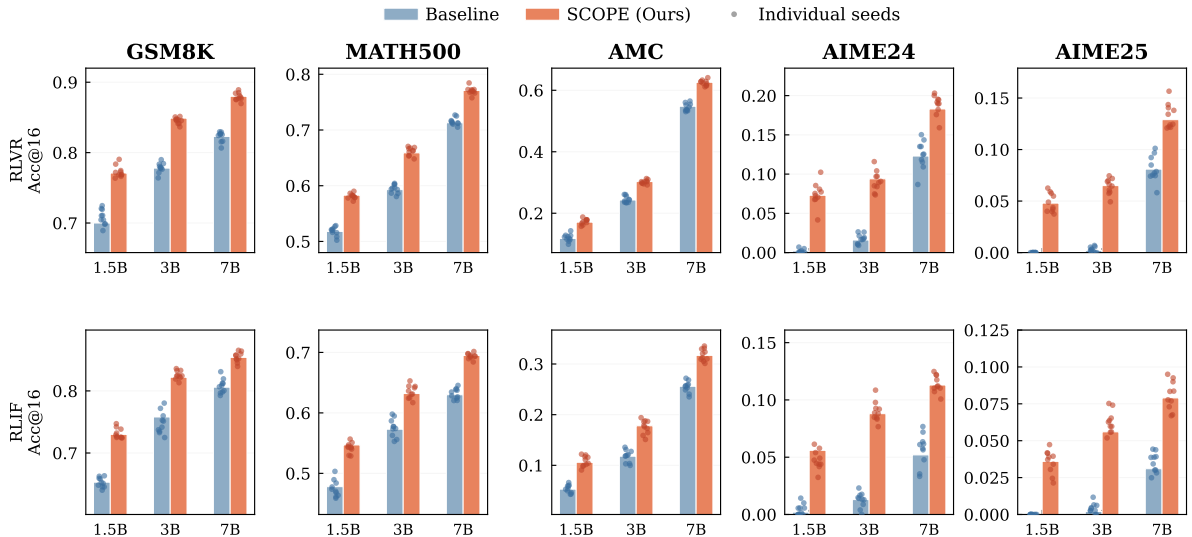 Baseline SCOPE (Ours) Individual seeds
GSM8K MATH500 AMC AIME24 AIME25
RLVR
Acc@16
0.9
0.8
0.7
1.5B 3B 7B
0.8
0.7
0.6
0.5
1.5B 3B 7B
0.6
0.4
0.2
1.5B 3B 7B
0.20
0.15
0.10
0.05
0.00
1.5B 3B 7B
0.15
0.10
0.05
0.00
1.5B 3B 7B
RLIF
Acc@16
0.8
0.7
1.5B 3B 7B
0.7
0.6
0.5
1.5B 3B 7B
0.3
0.2
0.1
1.5B 3B 7B
0.15
0.10
0.05
0.00
1.5B 3B 7B
0.125
0.100
0.075
0.050
0.025
0.000
1.5B 3B 7B